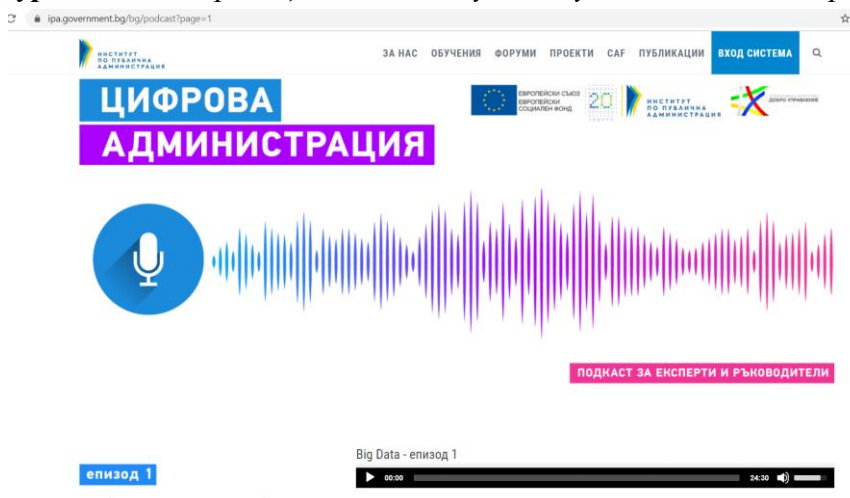 ipa.government.bg/bg/podcast?page=1
ИНСТИТУТ
ПО ПУБЛИЧНА
АДМИНИСТРАЦИЯ
ЗА НАС ОБУЧЕНИЯ ФОРУМИ ПРОЕКТИ CAF ПУБЛИКАЦИИ ВХОД СИСТЕМА
ЦИФРОВА
АДМИНИСТРАЦИЯ
ЕВРОПЕЙСКИ СЪЮЗ
ЕВРОПЕЙСКИ
СОЦИАЛЕН ФОНД
20
ИНСТИТУТ
ПО ПУБЛИЧНА
АДМИНИСТРАЦИЯ
ДОБРО УПРАВЛЕНИЕ
ПОДКАСТ ЗА ЕКСПЕРТИ И РЪКОВОДИТЕЛИ
Big Data - епизод 1
епизод 1
00:00 24:30